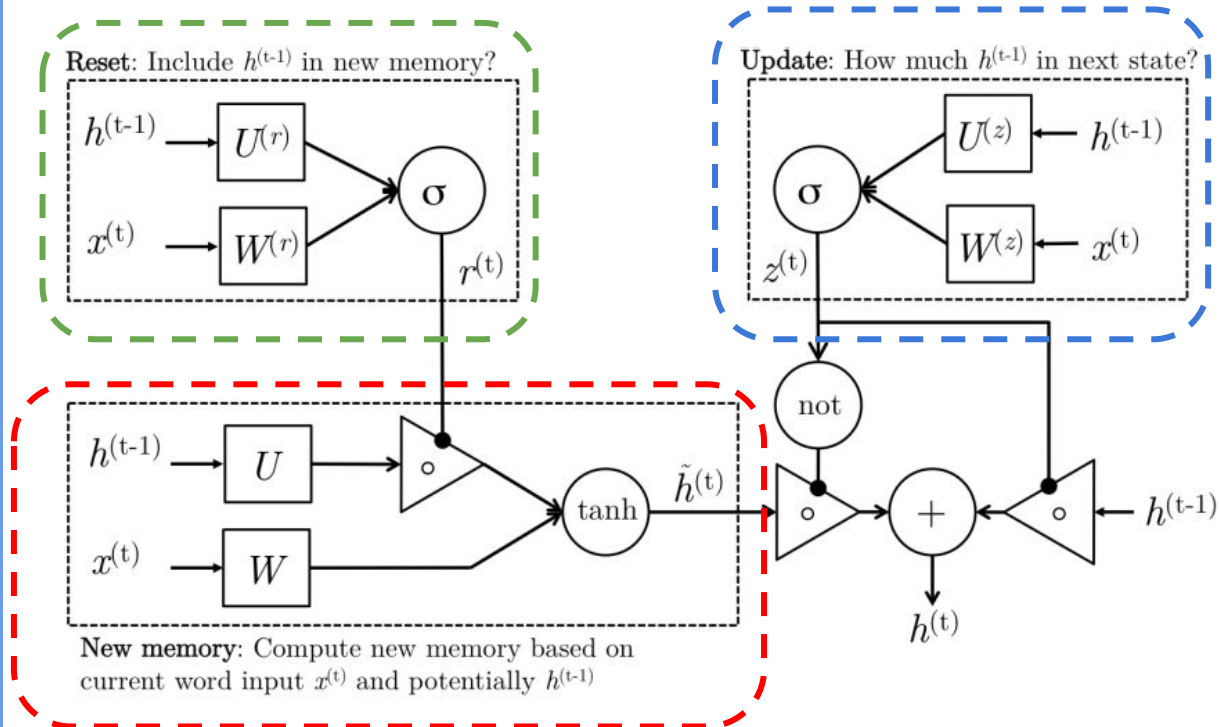 Reset: Include h^(t-1) in new memory?
h^(t-1)
U^(r)
σ
x^(t)
W^(r)
r^(t)
Update: How much h^(t-1) in next state?
U^(z)
h^(t-1)
σ
W^(z)
x^(t)
z^(t)
not
h^(t-1)
U
∘
tanh
h̃^(t)
∘
+
∘
h^(t-1)
x^(t)
W
h^(t)
New memory: Compute new memory based on
current word input x^(t) and potentially h^(t-1)